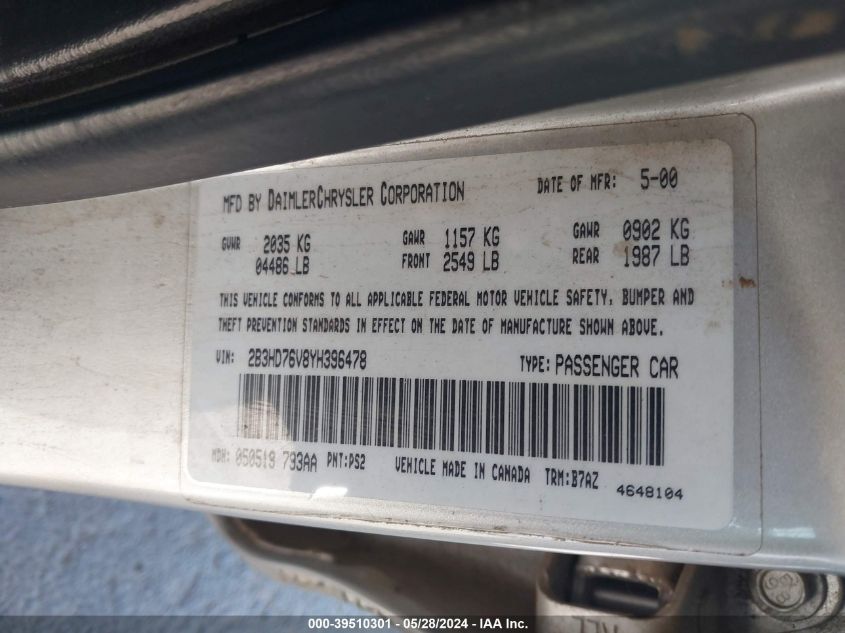 MFD BY DAIMLERCHRYSLER CORPORATION DATE OF MFR: 5-00
GVWR 2035 KG GAWR 1157 KG GAWR 0902 KG
04486 LB FRONT 2549 LB REAR 1987 LB
THIS VEHICLE CONFORMS TO ALL APPLICABLE FEDERAL MOTOR VEHICLE SAFETY, BUMPER AND
THEFT PREVENTION STANDARDS IN EFFECT ON THE DATE OF MANUFACTURE SHOWN ABOVE.
VIN: 2B3HD76V8YH396478 TYPE: PASSENGER CAR
MDH: 050519 793AA PNT:PS2 VEHICLE MADE IN CANADA TRM:B7AZ 4648104
000-39510301 / 05/28/2024 - IAA Inc.